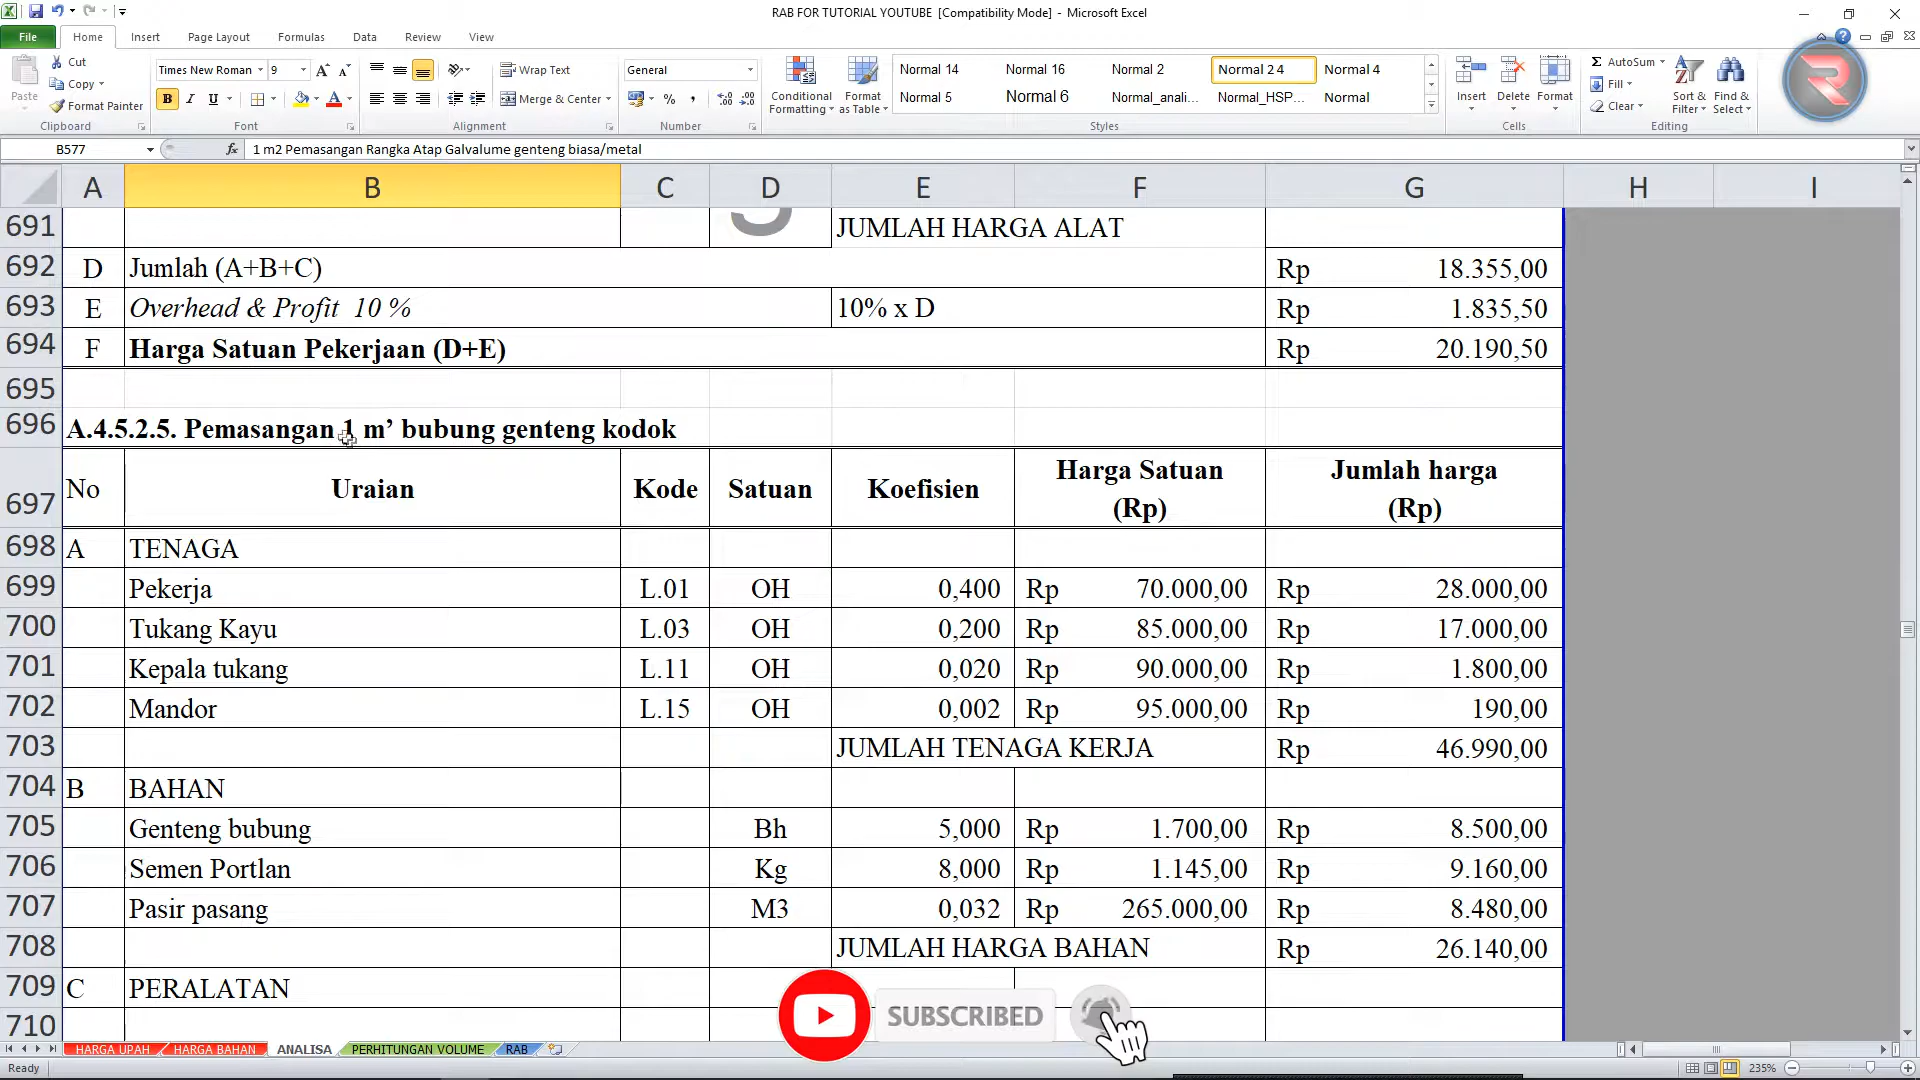 RAB FOR TUTORIAL YOUTUBE  [Compatibility Mode]  -  Microsoft Excel
File Home Insert Page Layout Formulas Data Review View
Paste
Cut
Copy
Format Painter
Clipboard
Times New Roman 9
B I U
Font
Wrap Text
Merge & Center
Alignment
General
% ,
Number
Conditional Formatting
Format as Table
Normal 14 Normal 16 Normal 2 Normal 2 4 Normal 4
Normal 5 Normal 6 Normal_anali... Normal_HSP... Normal
Styles
Insert Delete Format
Cells
Σ AutoSum
Fill
Clear
Sort & Filter
Find & Select
Editing
B577 fx 1 m2 Pemasangan Rangka Atap Galvalume genteng biasa/metal
A B C D E F G H I
691 JUMLAH HARGA ALAT
692 D Jumlah (A+B+C) Rp 18.355,00
693 E Overhead & Profit 10 % 10% x D Rp 1.835,50
694 F Harga Satuan Pekerjaan (D+E) Rp 20.190,50
695
696 A.4.5.2.5. Pemasangan 1 m’ bubung genteng kodok
697 No Uraian Kode Satuan Koefisien Harga Satuan (Rp) Jumlah harga (Rp)
698 A TENAGA
699 Pekerja L.01 OH 0,400 Rp 70.000,00 Rp 28.000,00
700 Tukang Kayu L.03 OH 0,200 Rp 85.000,00 Rp 17.000,00
701 Kepala tukang L.11 OH 0,020 Rp 90.000,00 Rp 1.800,00
702 Mandor L.15 OH 0,002 Rp 95.000,00 Rp 190,00
703 JUMLAH TENAGA KERJA Rp 46.990,00
704 B BAHAN
705 Genteng bubung Bh 5,000 Rp 1.700,00 Rp 8.500,00
706 Semen Portlan Kg 8,000 Rp 1.145,00 Rp 9.160,00
707 Pasir pasang M3 0,032 Rp 265.000,00 Rp 8.480,00
708 JUMLAH HARGA BAHAN Rp 26.140,00
709 C PERALATAN
710
SUBSCRIBED
HARGA UPAH HARGA BAHAN ANALISA PERHITUNGAN VOLUME RAB
Ready 235%